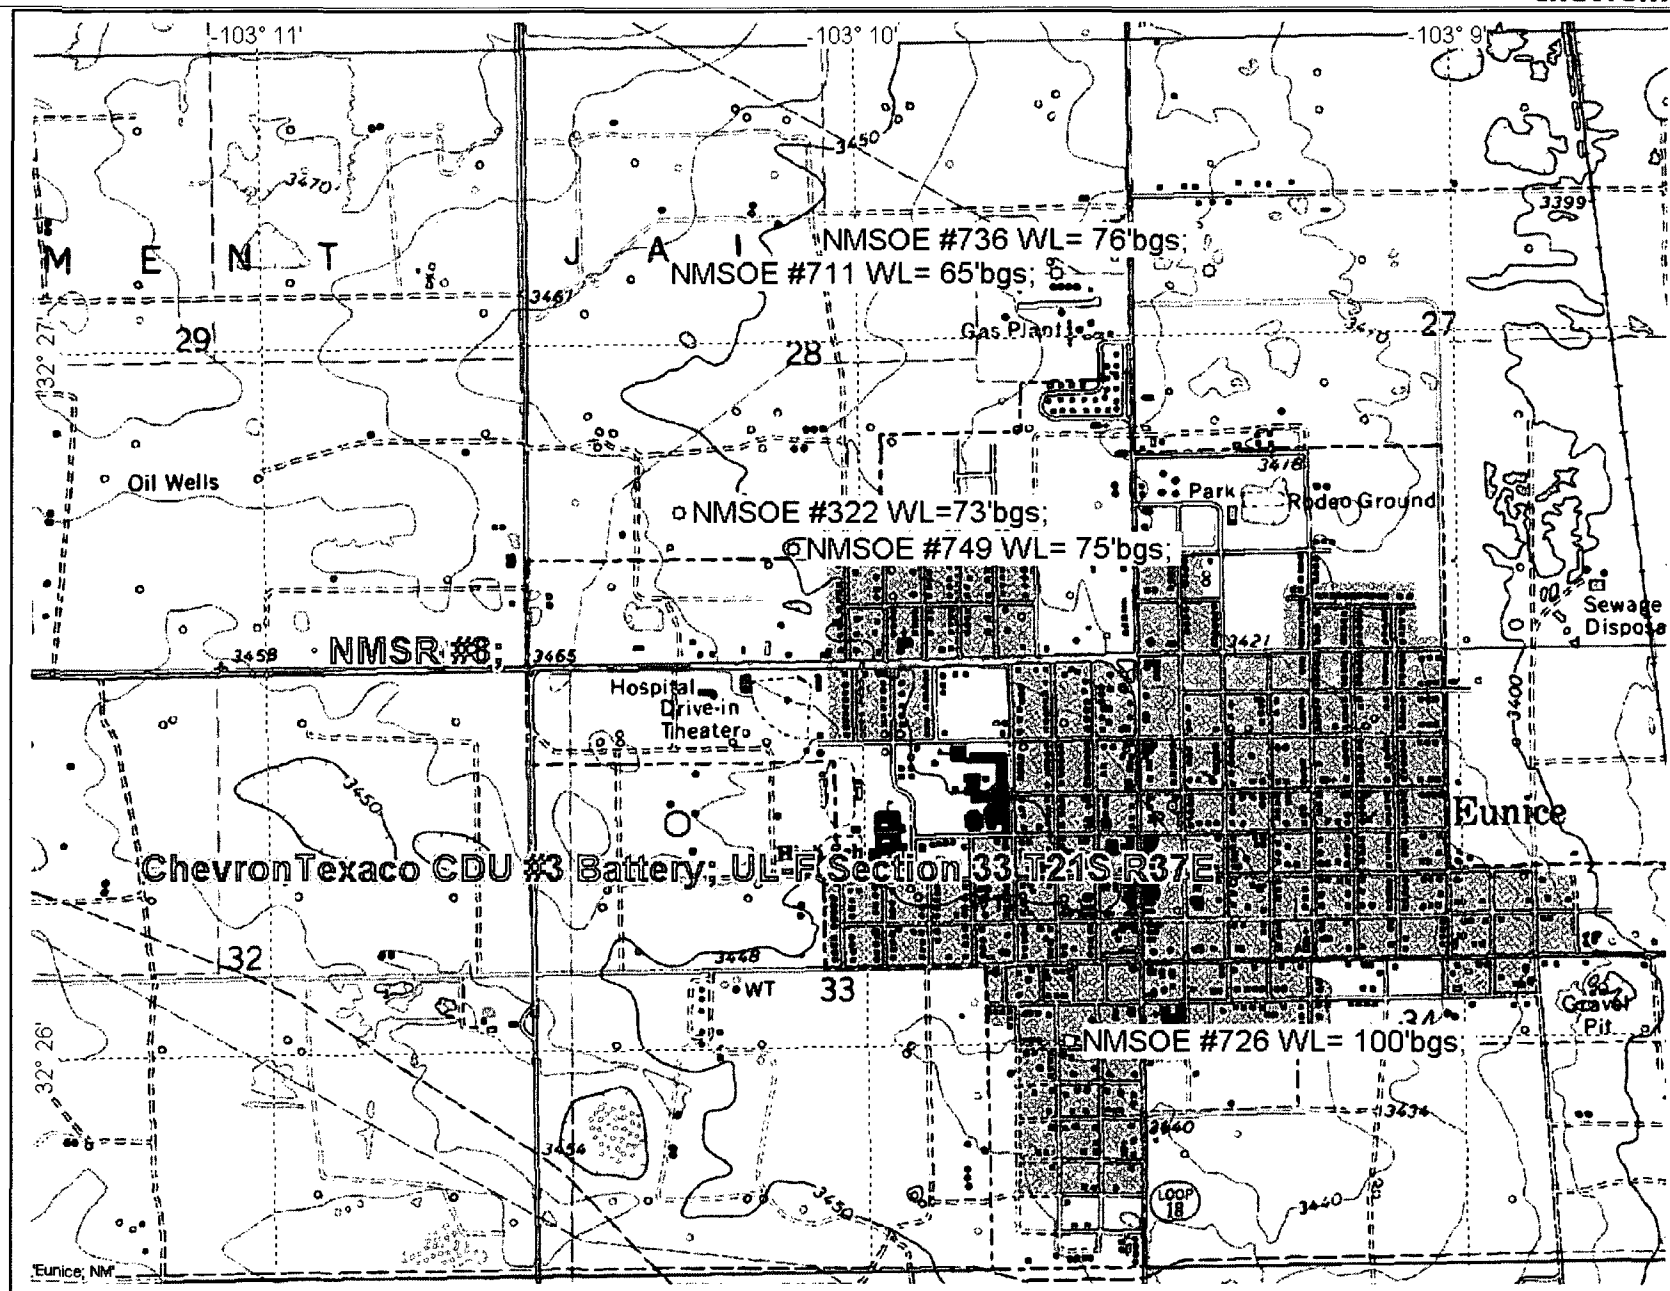 -103° 11'
-103° 10'
-103° 9'
3450
3470
3399
M E N T J A I
NMSOE #736 WL= 76'bgs;
NMSOE #711 WL= 65'bgs;
3461
Gas Plant
27
29
28
32° 27'
3418
Oil Wells
Park
Rodeo Ground
NMSOE #322 WL=73'bgs;
NMSOE #749 WL= 75'bgs;
Sewage
Disposa
3421
NMSR #8
3458
3465
Hospital
Drive-in
Theater
3400
3450
Eunice
ChevronTexaco CDU #3 Battery; UL-F Section 33 T21S R37E
32
3448
WT
33
34
Gravel
Pit
NMSOE #726 WL= 100'bgs;
32° 26'
3434
3440
3454
LOOP
18
3450
3440
'Eunice; NM'